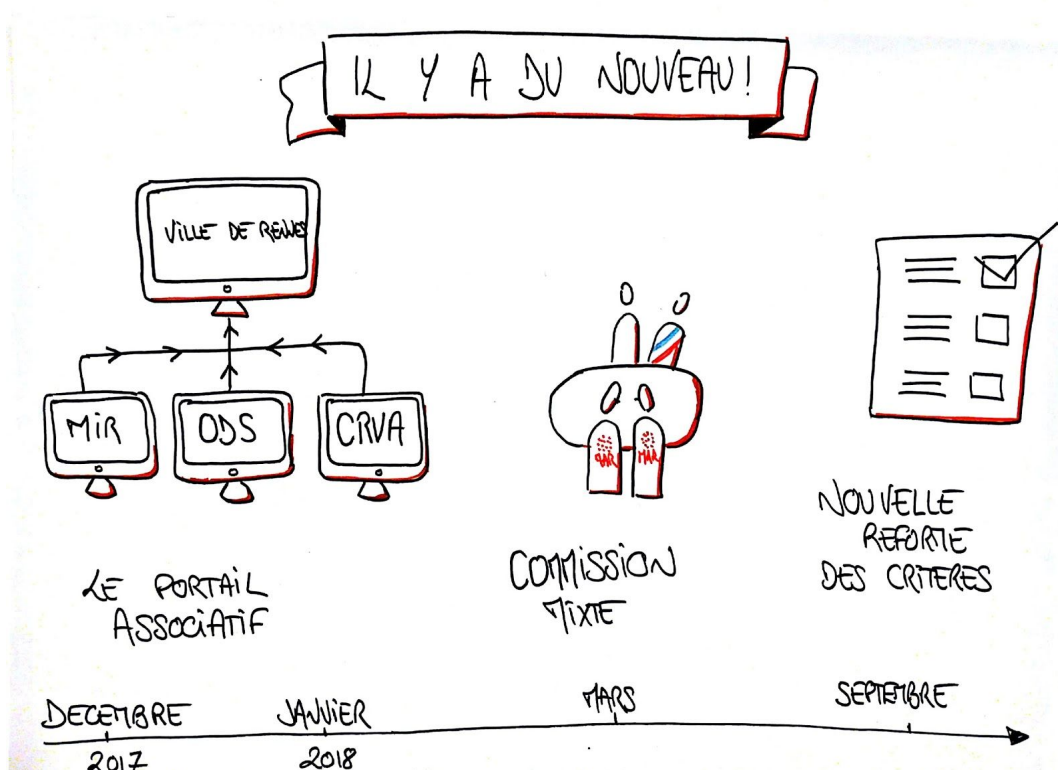 IL Y A DU NOUVEAU!
VILLE DE RENNES
MIR
ODS
CRVA
MAR
LE PORTAIL
ASSOCIATIF
COMMISSION
MIXTE
NOUVELLE
REFORME
DES CRITERES
DECEMBRE
2017
JANVIER
2018
MARS
SEPTEMBRE